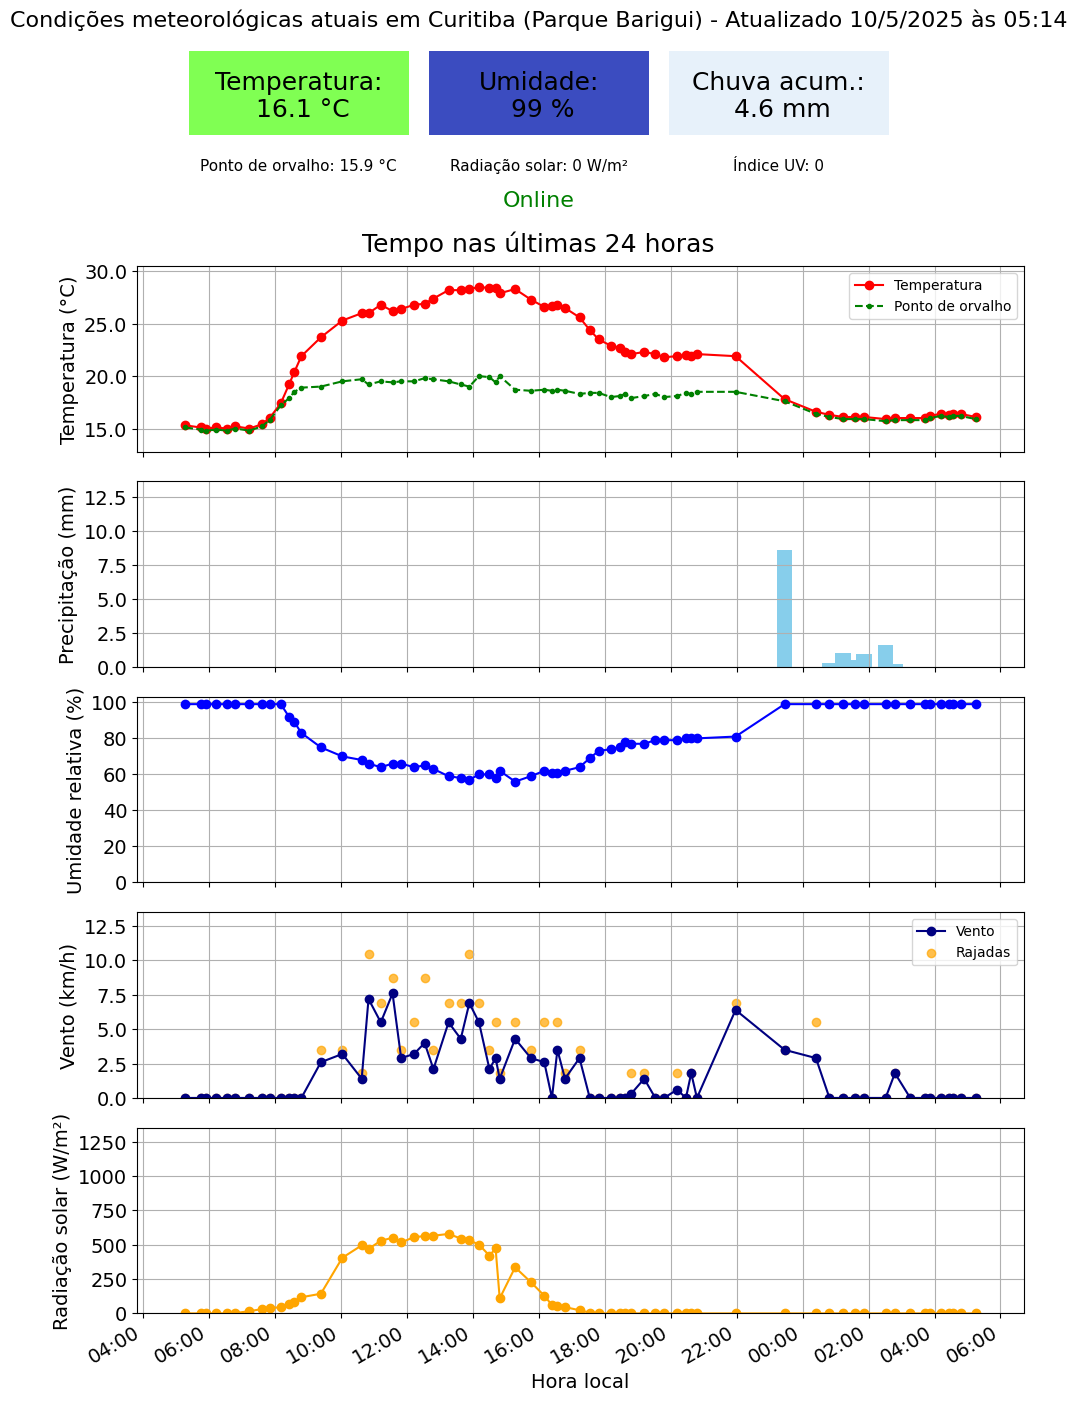 Condições meteorológicas atuais em Curitiba (Parque Barigui) - Atualizado 10/5/2025 às 05:14
Temperatura:
16.1 °C
Umidade:
99 %
Chuva acum.:
4.6 mm
Ponto de orvalho: 15.9 °C
Radiação solar: 0 W/m²
Índice UV: 0
Online
Tempo nas últimas 24 horas
Temperatura (°C)
30.0
25.0
20.0
15.0
Temperatura
Ponto de orvalho
Precipitação (mm)
12.5
10.0
7.5
5.0
2.5
0.0
Umidade relativa (%)
100
80
60
40
20
0
Vento (km/h)
12.5
10.0
7.5
5.0
2.5
0.0
Vento
Rajadas
Radiação solar (W/m²)
1250
1000
750
500
250
0
04:00
06:00
08:00
10:00
12:00
14:00
16:00
18:00
20:00
22:00
00:00
02:00
04:00
06:00
Hora local